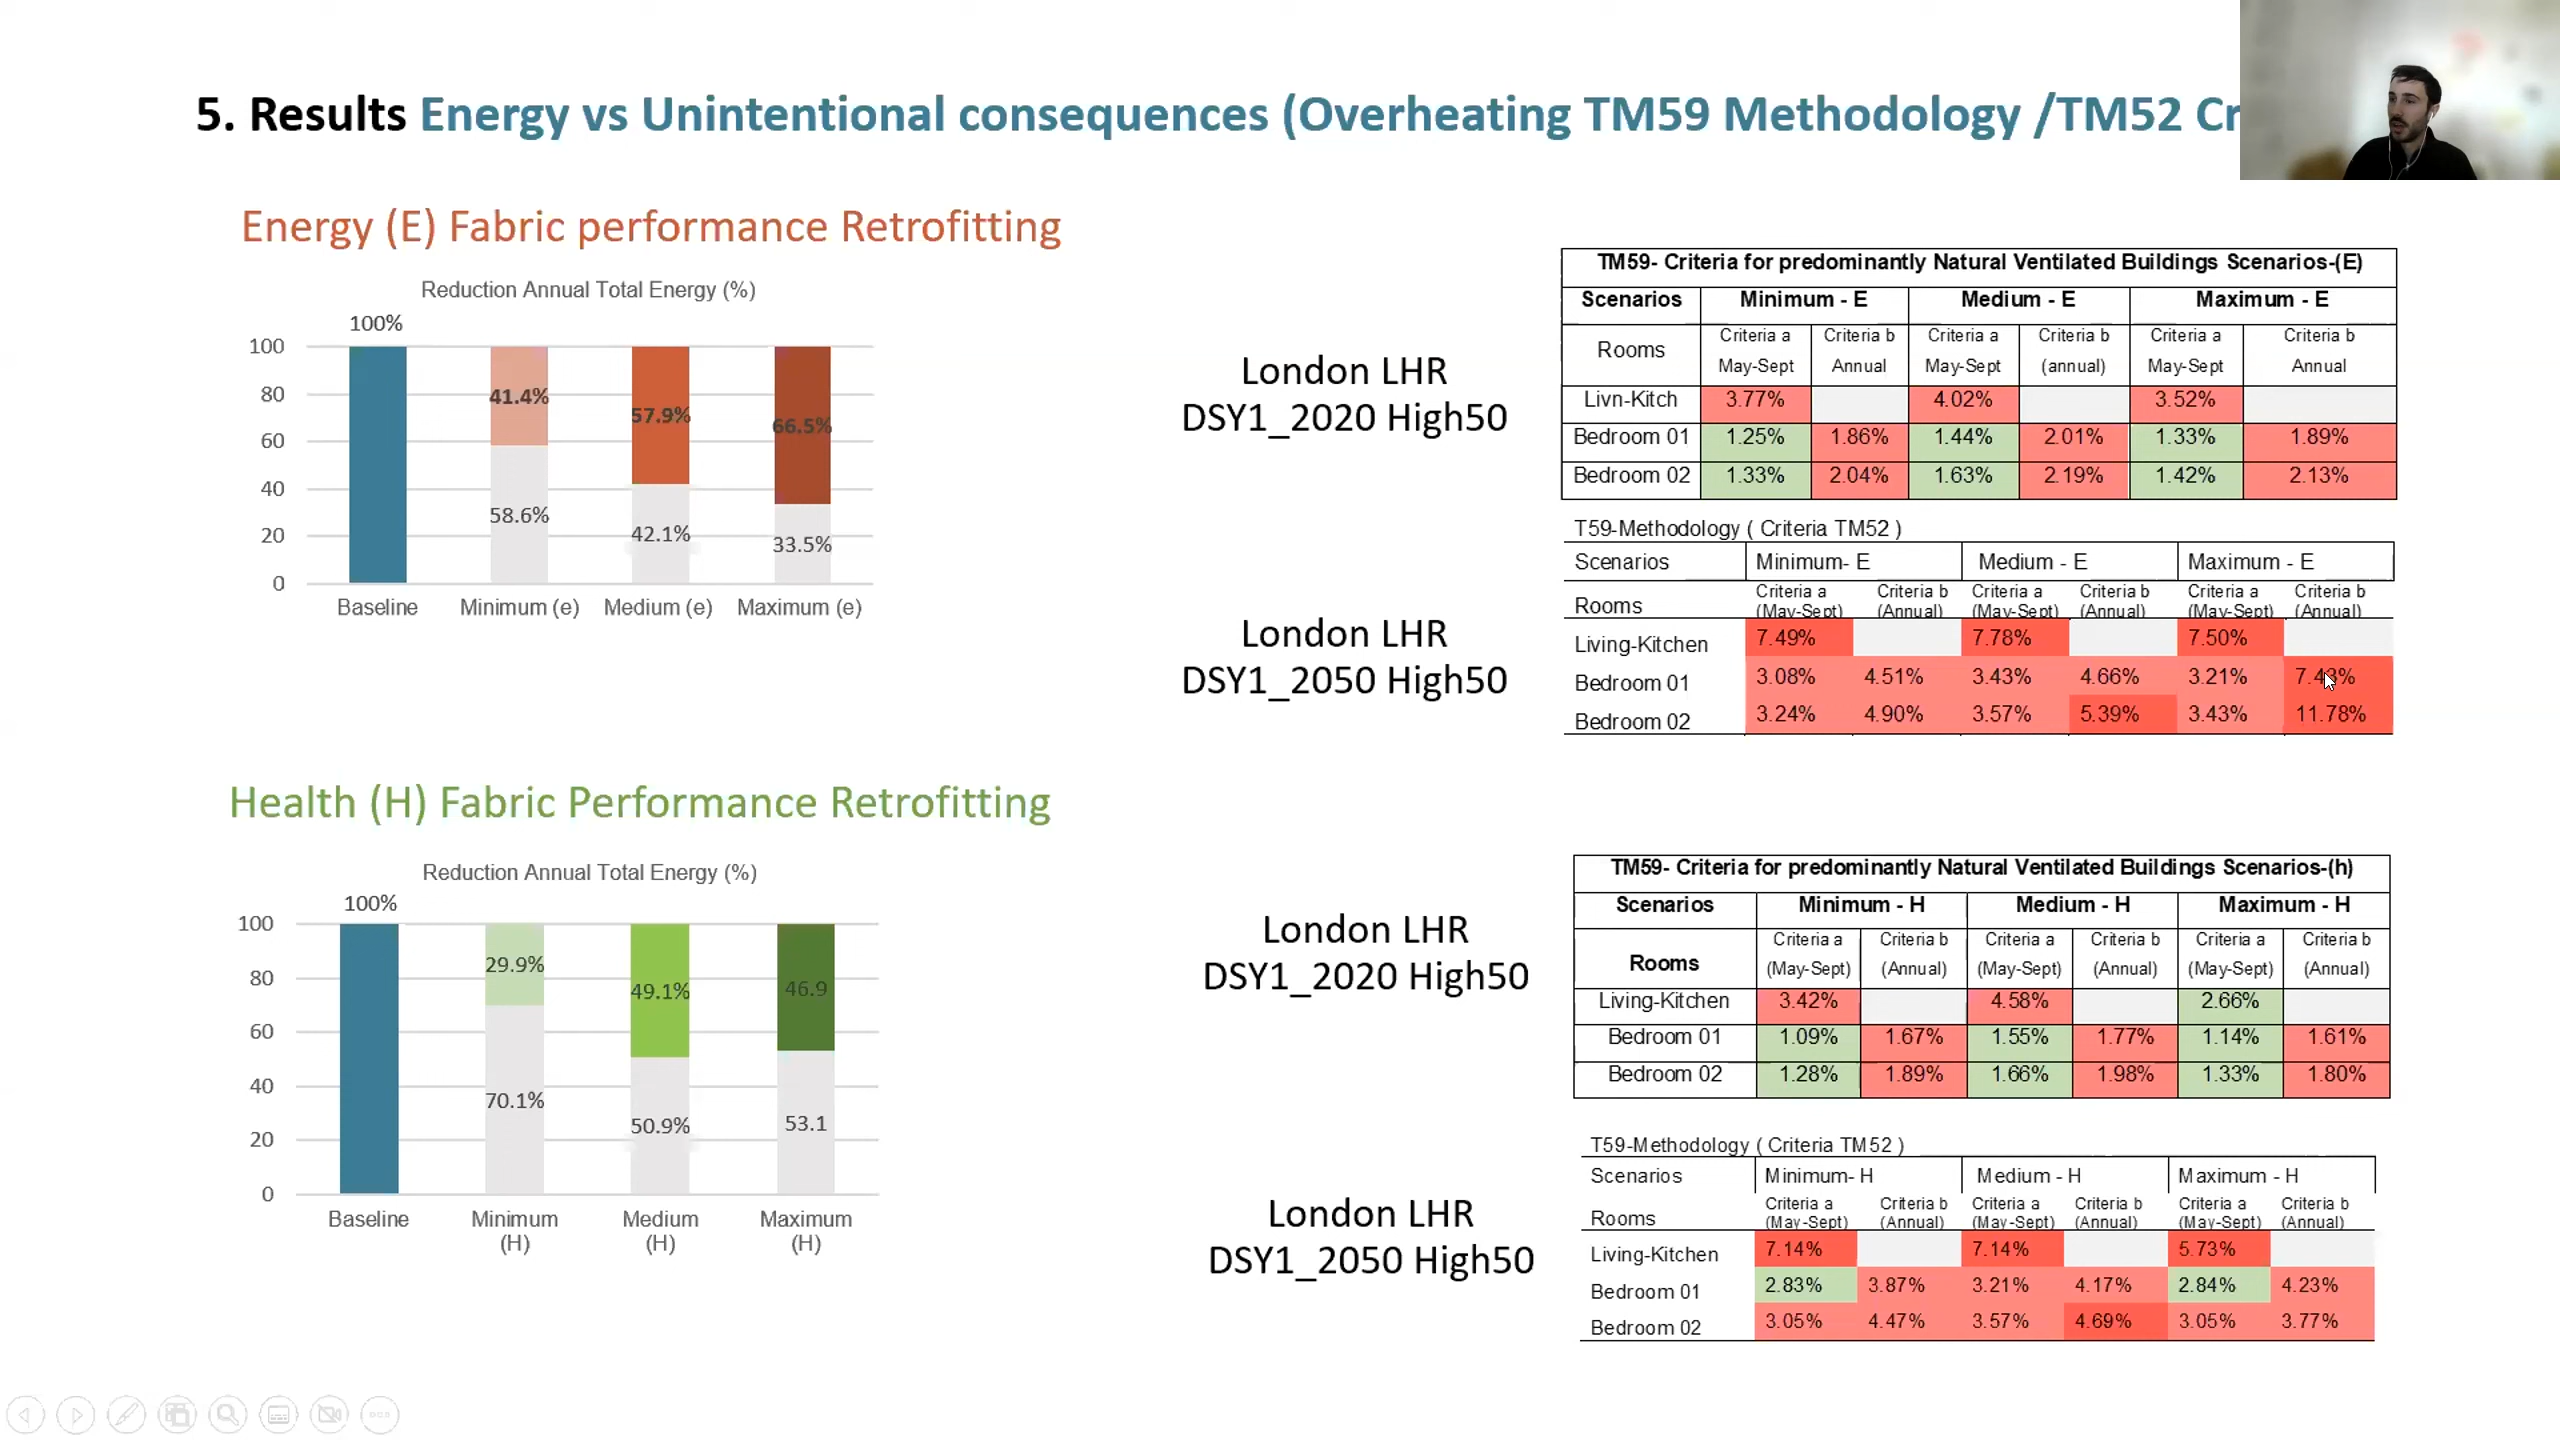 5. Results Energy vs Unintentional consequences (Overheating TM59 Methodology /TM52 Cr
Energy (E) Fabric performance Retrofitting
Reduction Annual Total Energy (%)
100%
100
80
60
40
20
0
41.4%
58.6%
57.9%
42.1%
66.5%
33.5%
Baseline Minimum (e) Medium (e) Maximum (e)
London LHR
DSY1_2020 High50
TM59- Criteria for predominantly Natural Ventilated Buildings Scenarios-(E)
Scenarios Minimum - E Medium - E Maximum - E
Rooms Criteria a May-Sept Criteria b Annual Criteria a May-Sept Criteria b (annual) Criteria a May-Sept Criteria b Annual
Livn-Kitch 3.77% 4.02% 3.52%
Bedroom 01 1.25% 1.86% 1.44% 2.01% 1.33% 1.89%
Bedroom 02 1.33% 2.04% 1.63% 2.19% 1.42% 2.13%
London LHR
DSY1_2050 High50
T59-Methodology ( Criteria TM52 )
Scenarios Minimum- E Medium - E Maximum - E
Rooms Criteria a (May-Sept) Criteria b (Annual) Criteria a (May-Sept) Criteria b (Annual) Criteria a (May-Sept) Criteria b (Annual)
Living-Kitchen 7.49% 7.78% 7.50%
Bedroom 01 3.08% 4.51% 3.43% 4.66% 3.21%
Bedroom 02 3.24% 4.90% 3.57% 5.39% 3.43% 11.78%
Health (H) Fabric Performance Retrofitting
Reduction Annual Total Energy (%)
100%
100
80
60
40
20
0
29.9%
70.1%
49.1%
50.9%
46.9
53.1
Baseline Minimum (H) Medium (H) Maximum (H)
London LHR
DSY1_2020 High50
TM59- Criteria for predominantly Natural Ventilated Buildings Scenarios-(h)
Scenarios Minimum - H Medium - H Maximum - H
Rooms Criteria a (May-Sept) Criteria b (Annual) Criteria a (May-Sept) Criteria b (Annual) Criteria a (May-Sept) Criteria b (Annual)
Living-Kitchen 3.42% 4.58% 2.66%
Bedroom 01 1.09% 1.67% 1.55% 1.77% 1.14% 1.61%
Bedroom 02 1.28% 1.89% 1.66% 1.98% 1.33% 1.80%
London LHR
DSY1_2050 High50
T59-Methodology ( Criteria TM52 )
Scenarios Minimum- H Medium - H Maximum - H
Rooms Criteria a (May-Sept) Criteria b (Annual) Criteria a (May-Sept) Criteria b (Annual) Criteria a (May-Sept) Criteria b (Annual)
Living-Kitchen 7.14% 7.14% 5.73%
Bedroom 01 2.83% 3.87% 3.21% 4.17% 2.84% 4.23%
Bedroom 02 3.05% 4.47% 3.57% 4.69% 3.05% 3.77%